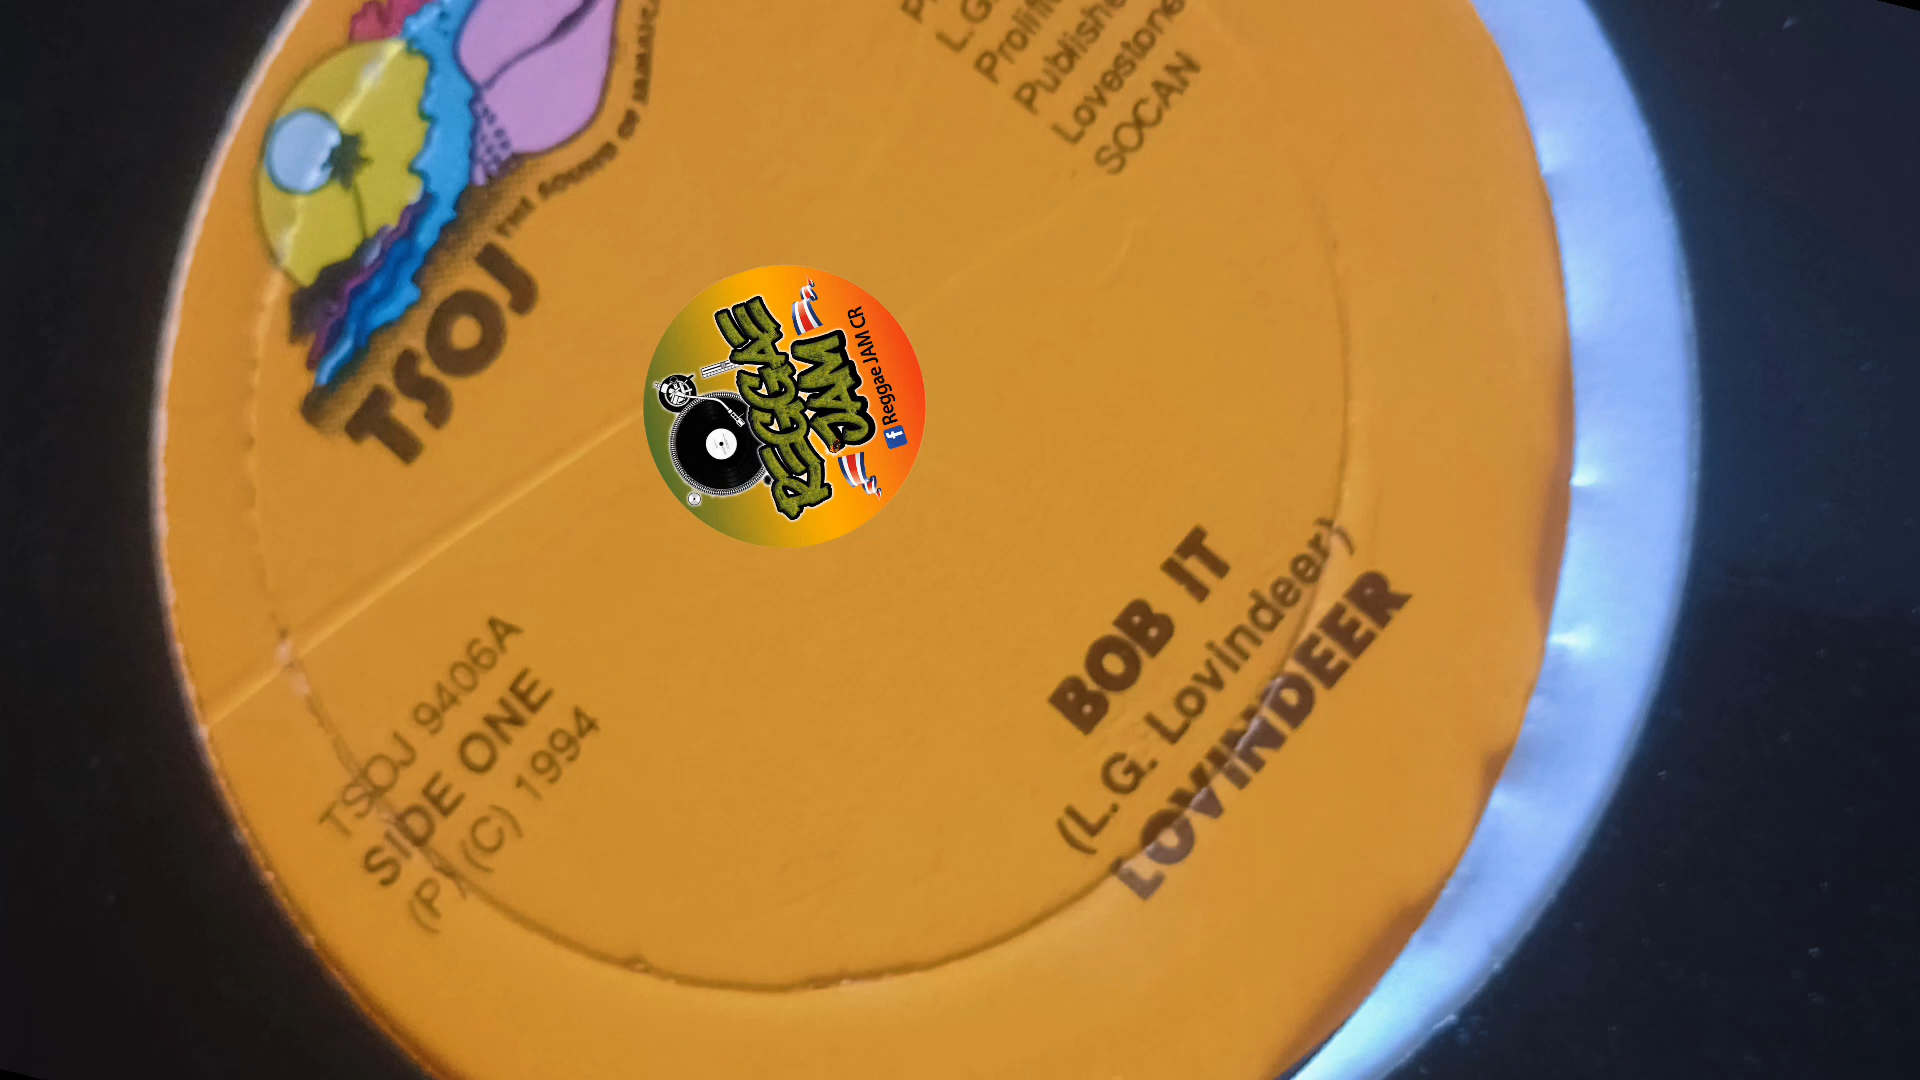 TSOJ
THE SOUNDS OF JAMAICA
L.G.
Publishe
Lovestone
SOCAN
REGGAE
JAM
Reggae JAM CR
TSOJ 9406A
SIDE ONE
(P) (C) 1994
BOB IT
(L.G. Lovindeer)
LOVINDEER